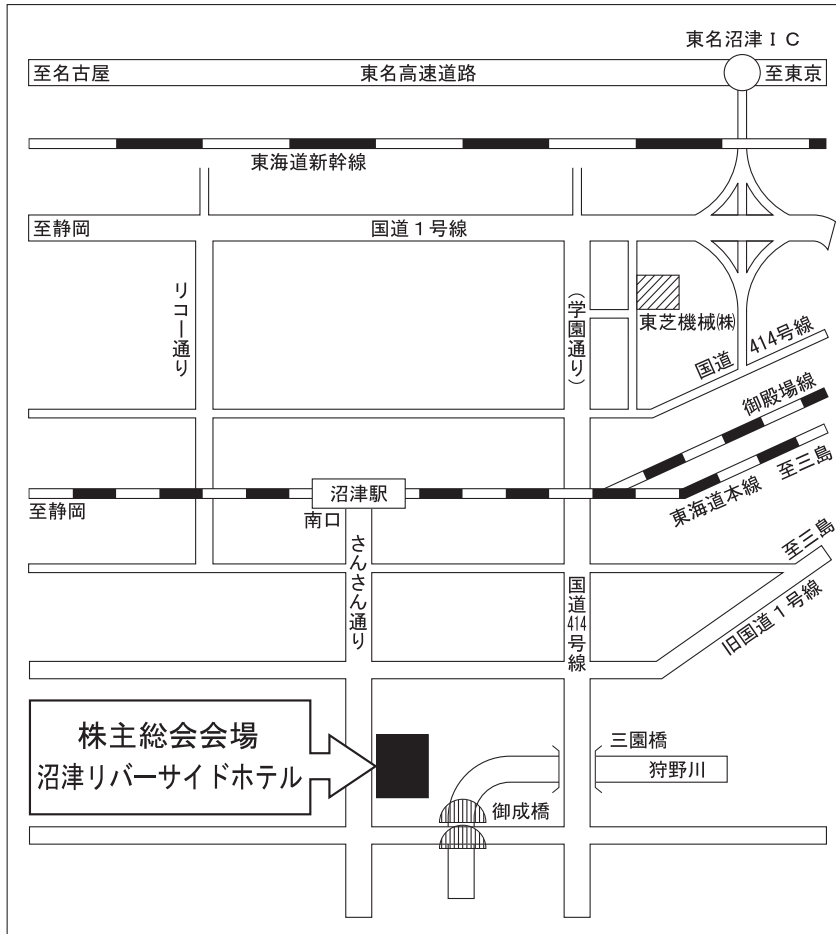 東名沼津ＩＣ
至名古屋
東名高速道路
至東京
東海道新幹線
至静岡
国道１号線
リコー通り
（学園通り）
東芝機械㈱
国道 414号線
御殿場線
至三島
東海道本線
沼津駅
至静岡
南口
さんさん通り
国道414号線
至三島
旧国道１号線
株主総会会場
沼津リバーサイドホテル
三園橋
狩野川
御成橋